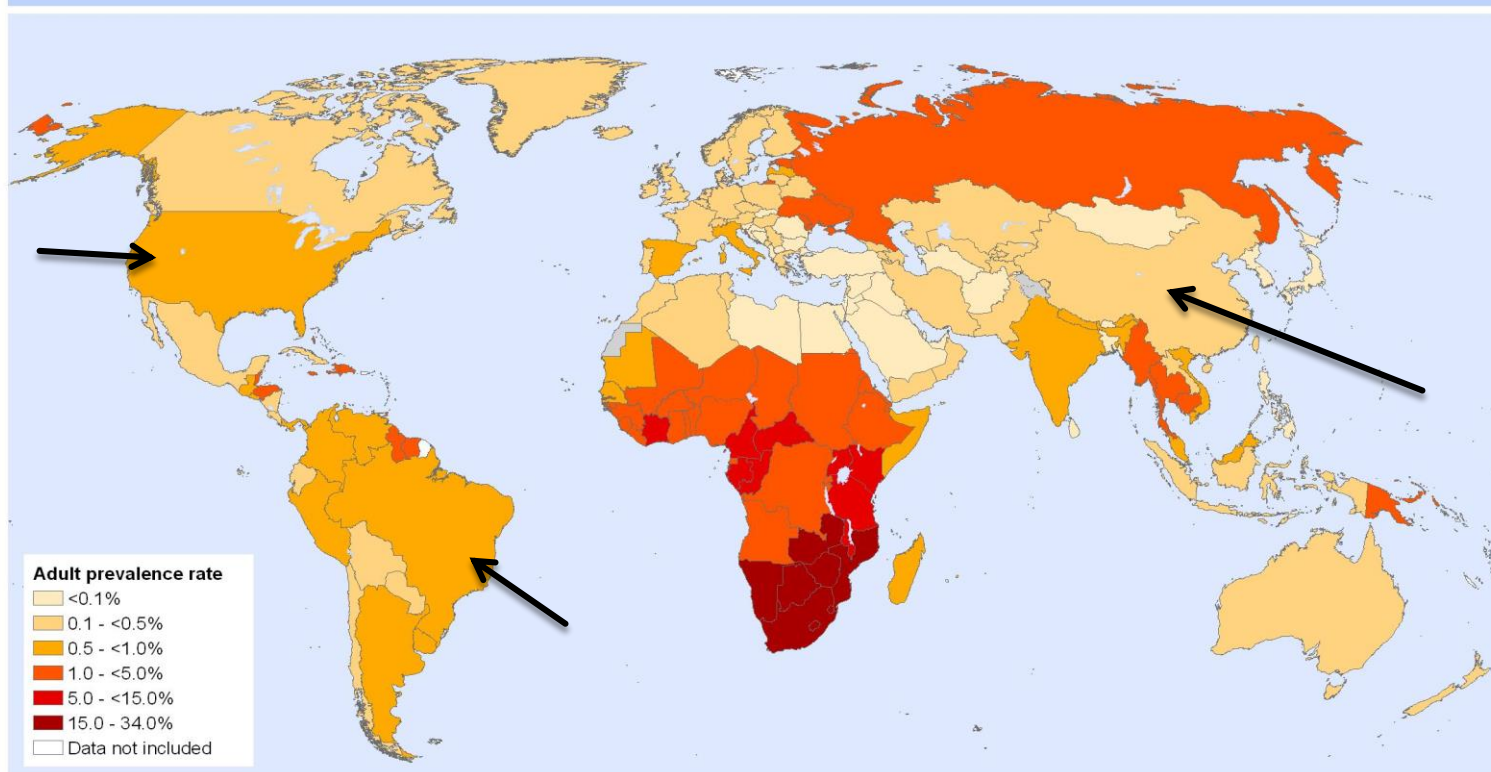 Adult prevalence rate
<0.1%
0.1 - <0.5%
0.5 - <1.0%
1.0 - <5.0%
5.0 - <15.0%
15.0 - 34.0%
Data not included